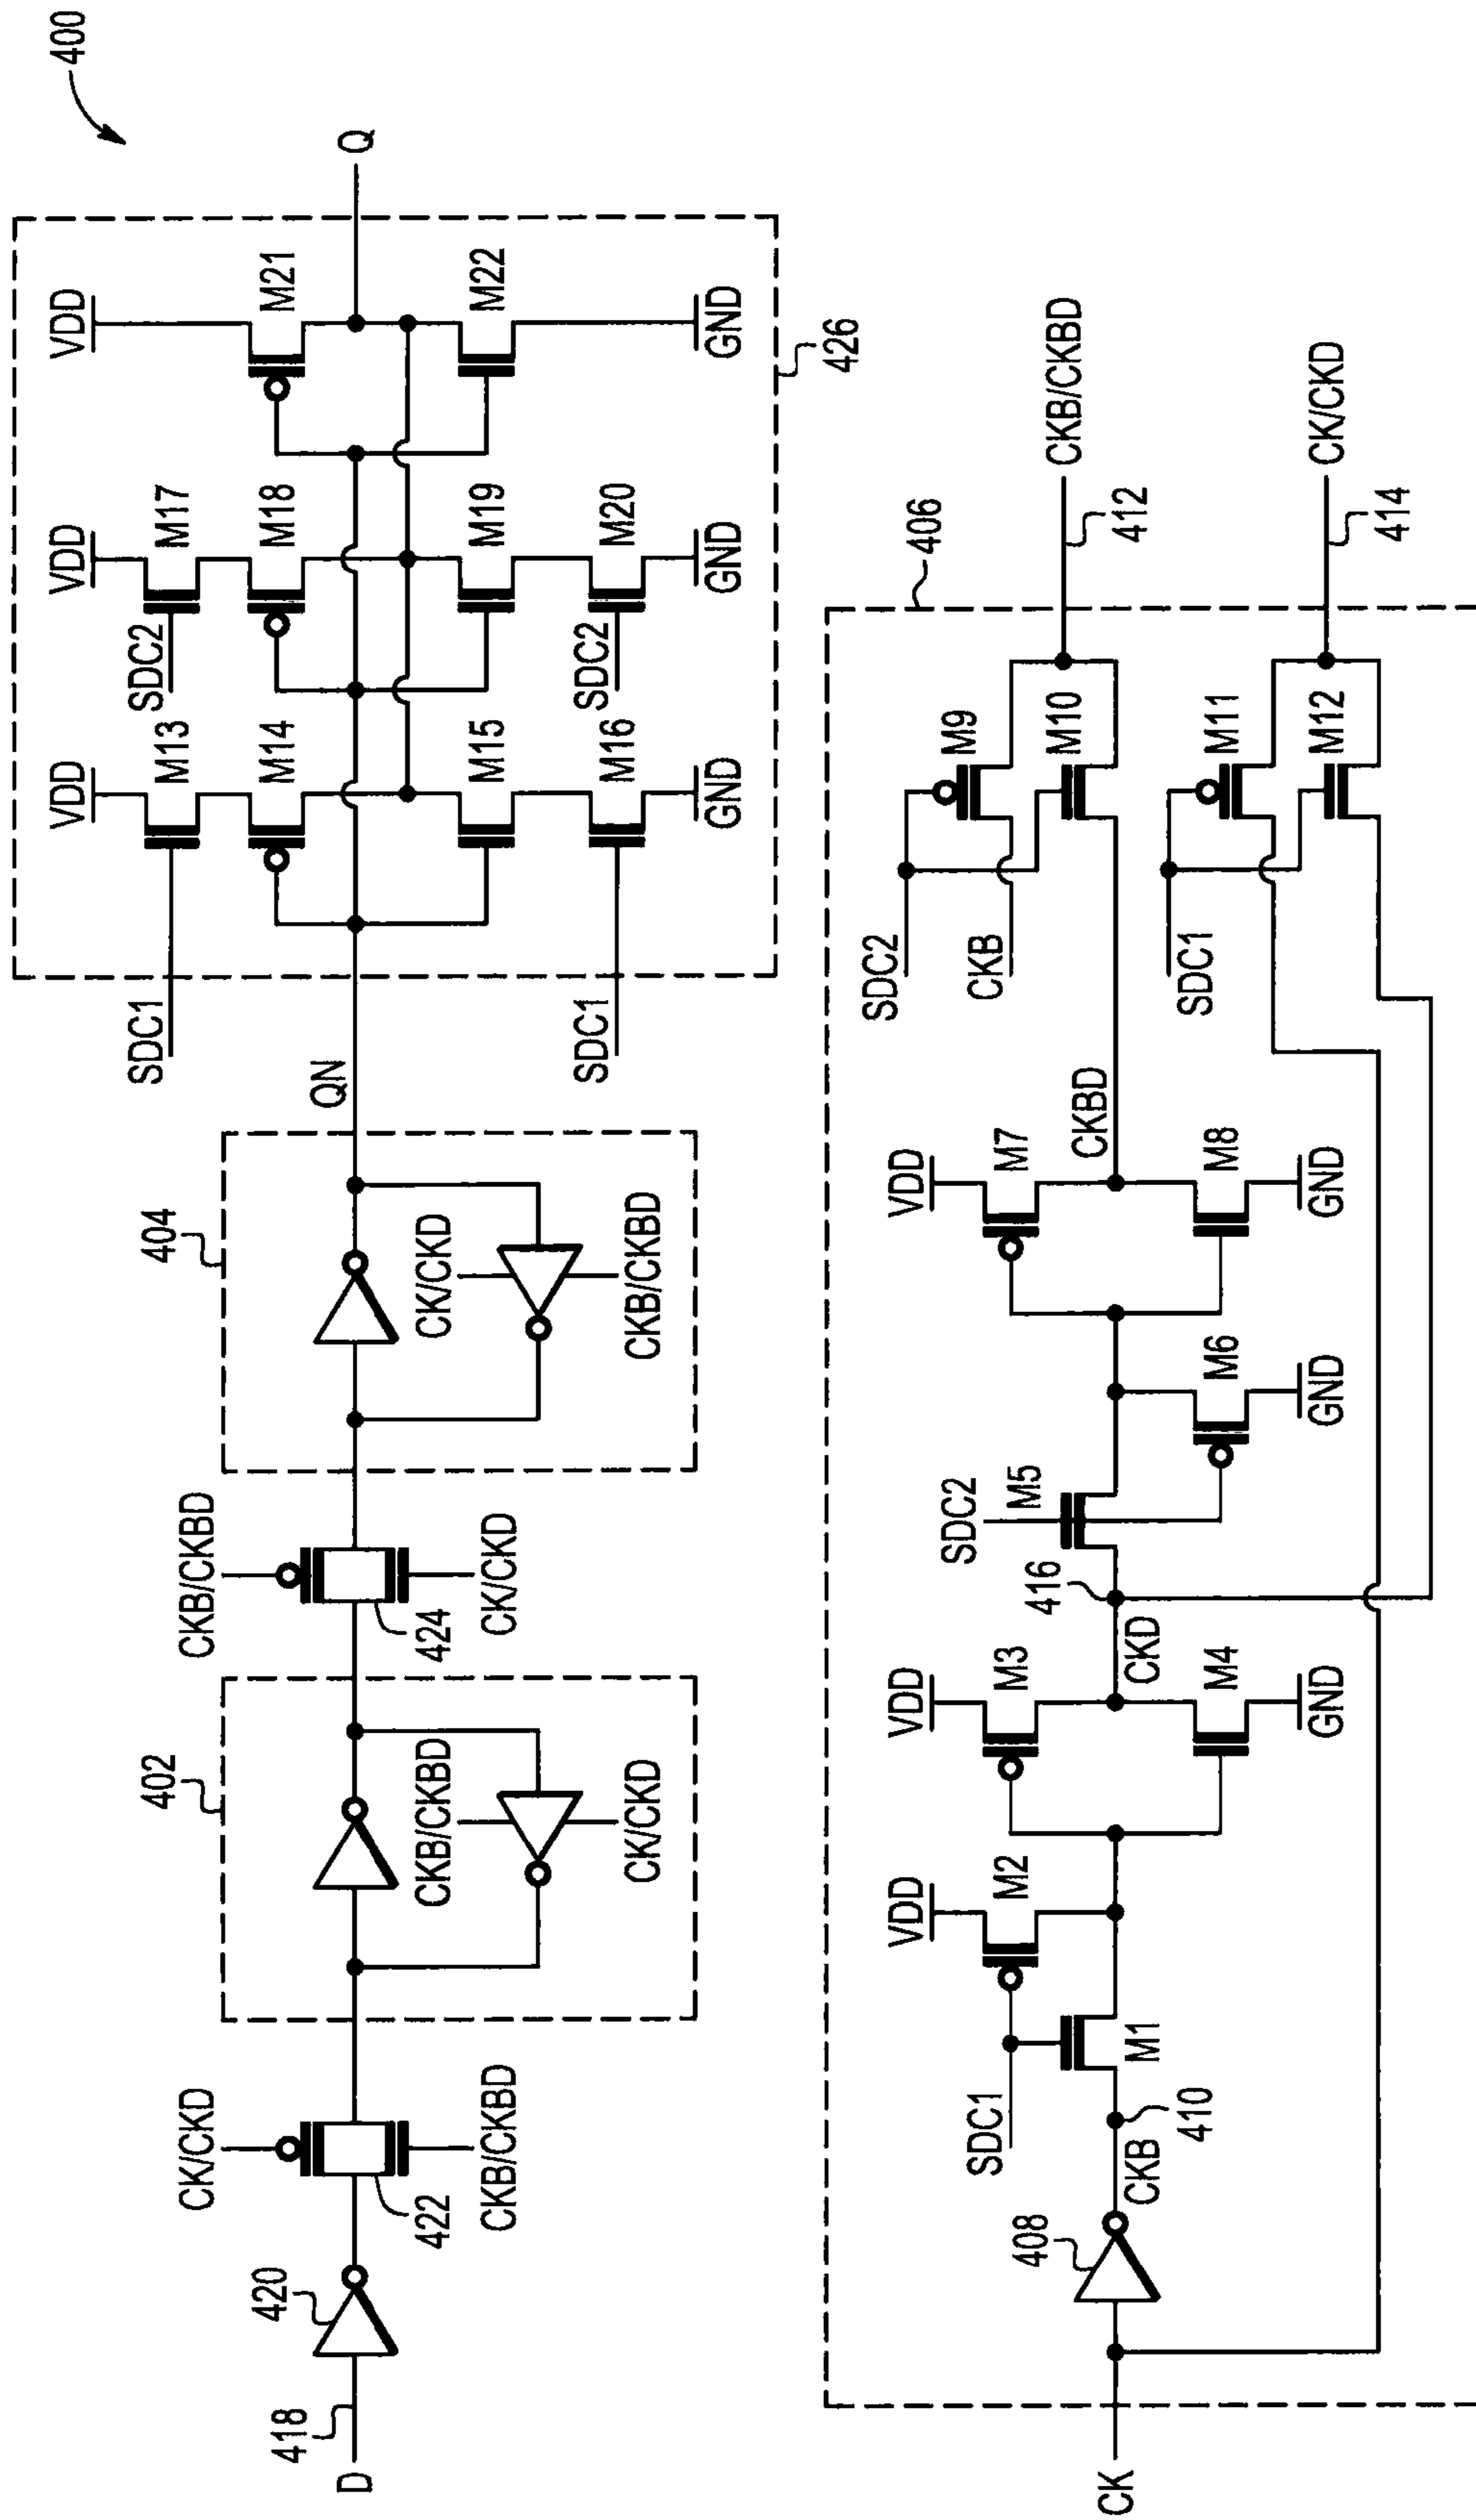 400
D
418
420
CK/CKD
422
CKB/CKBD
402
CKB/CKBD
CK/CKD
CKB/CKBD
424
CK/CKD
404
CK/CKD
CKB/CKBD
QN
SDC1
SDC1
VDD
M13
M14
M15
M16
GND
SDC2
SDC2
VDD
M17
M18
M19
M20
GND
VDD
M21
M22
GND
Q
426
CK
408
CKB
410
SDC1
M1
VDD
M2
VDD
M3
M4
GND
CKD
416
SDC2
M5
M6
GND
VDD
M7
M8
GND
CKBD
SDC2
CKB
M9
M10
SDC1
M11
M12
406
CKB/CKBD
412
CK/CKD
414